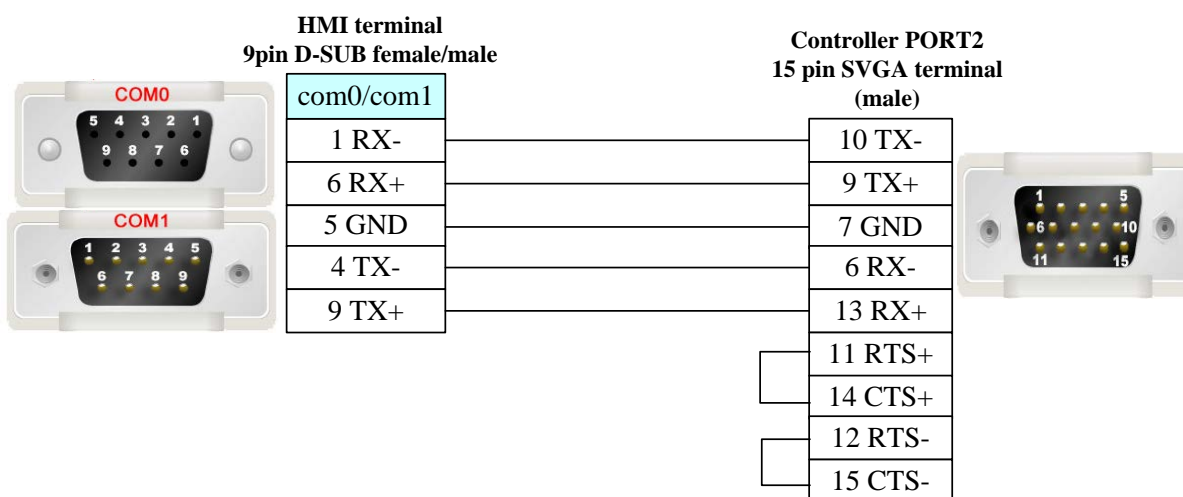 HMI terminal
9pin D-SUB female/male
com0/com1
1 RX-
6 RX+
5 GND
4 TX-
9 TX+
COM0
5 4 3 2 1
9 8 7 6
COM1
1 2 3 4 5
6 7 8 9
Controller PORT2
15 pin SVGA terminal
(male)
10 TX-
9 TX+
7 GND
6 RX-
13 RX+
11 RTS+
14 CTS+
12 RTS-
15 CTS-
1 5
6 10
11 15